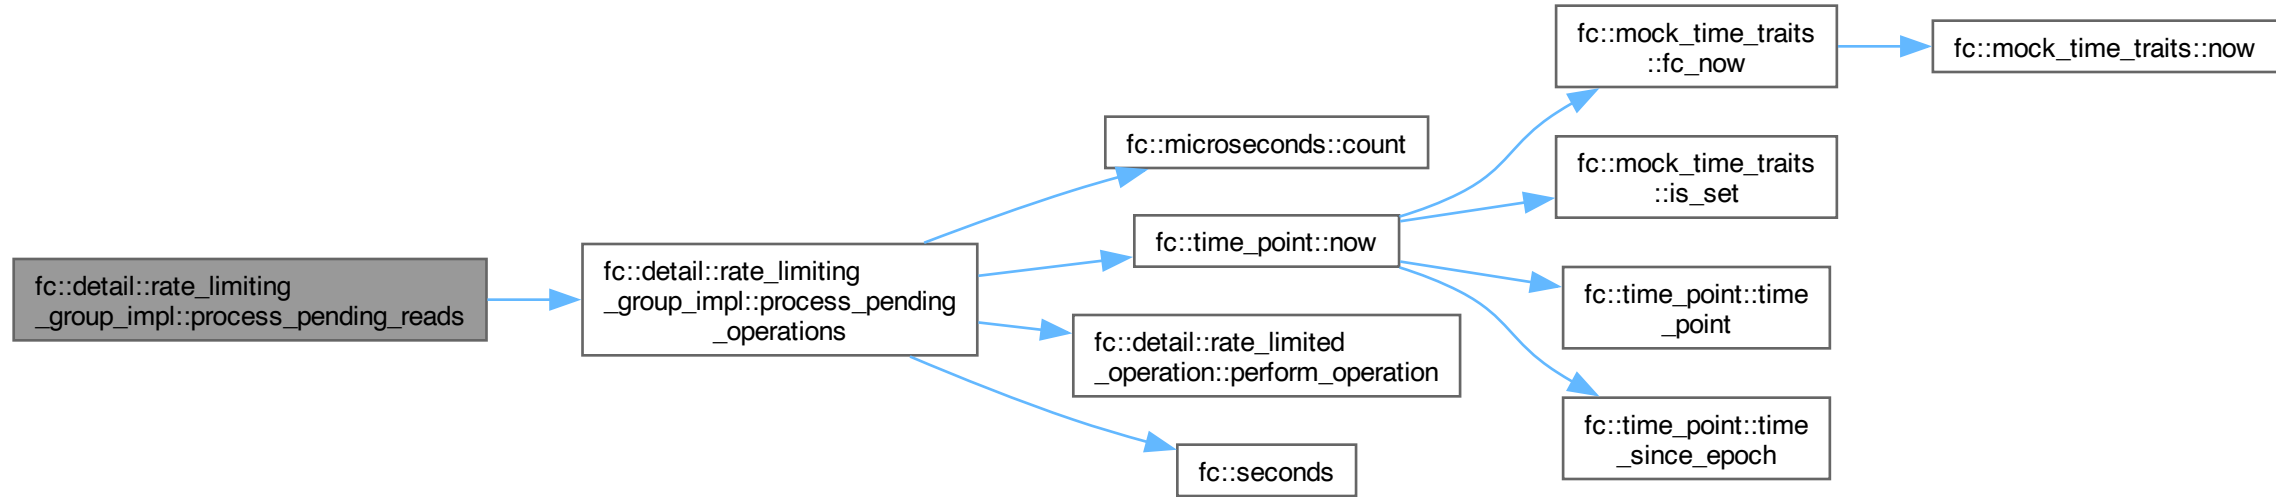 fc::detail::rate_limiting
_group_impl::process_pending_reads
fc::detail::rate_limiting
_group_impl::process_pending
_operations
fc::microseconds::count
fc::time_point::now
fc::mock_time_traits
::fc_now
fc::mock_time_traits::now
fc::mock_time_traits
::is_set
fc::time_point::time
_point
fc::time_point::time
_since_epoch
fc::detail::rate_limited
_operation::perform_operation
fc::seconds